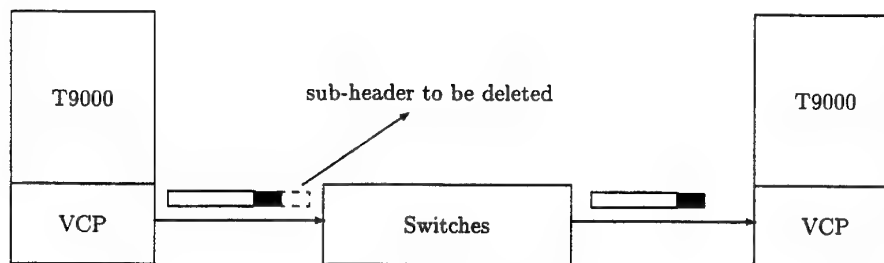 T9000
sub-header to be deleted
T9000
VCP
Switches
VCP